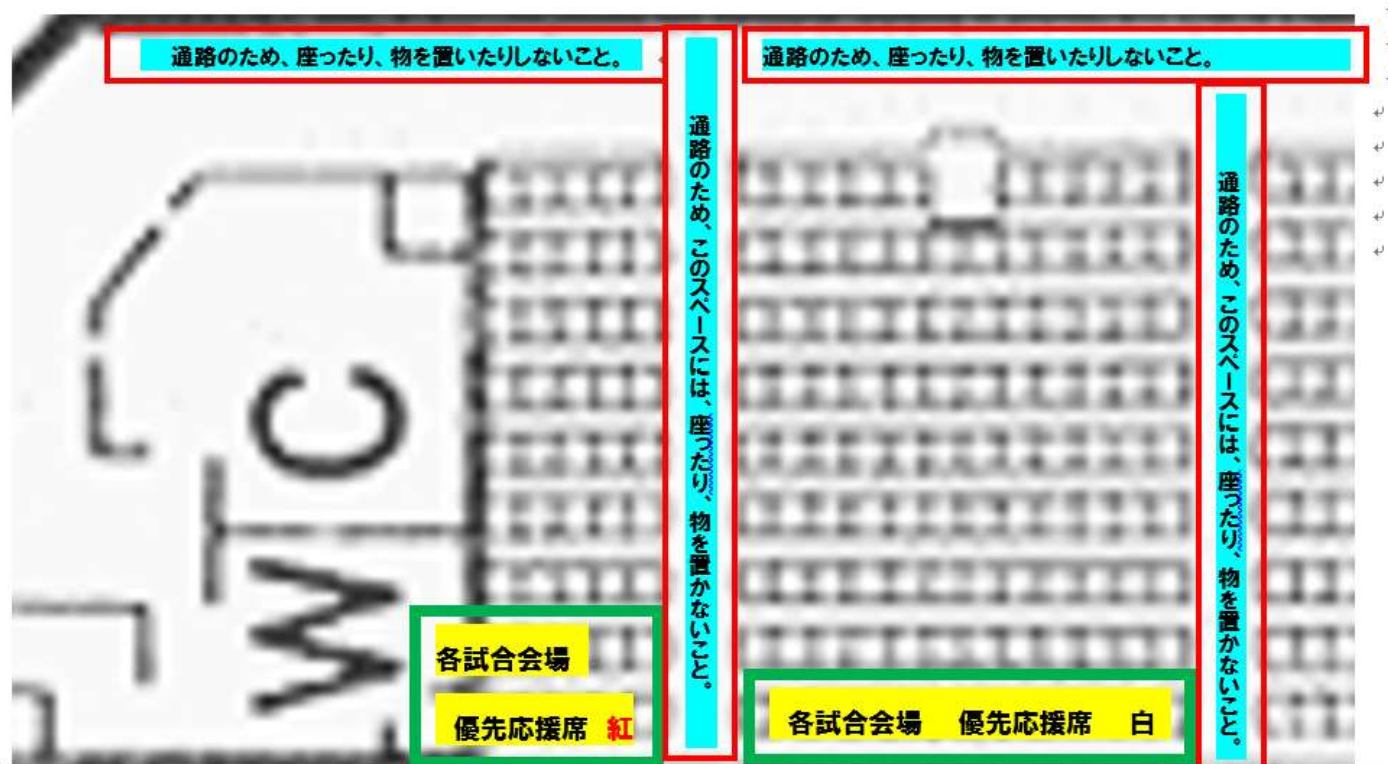 通路のため、座ったり、物を置いたりしないこと。
通路のため、座ったり、物を置いたりしないこと。
通路のため、このスペースには、座ったり、物を置かないこと。
通路のため、このスペースには、座ったり、物を置かないこと。
WC
各試合会場
優先応援席 紅
各試合会場 優先応援席 白